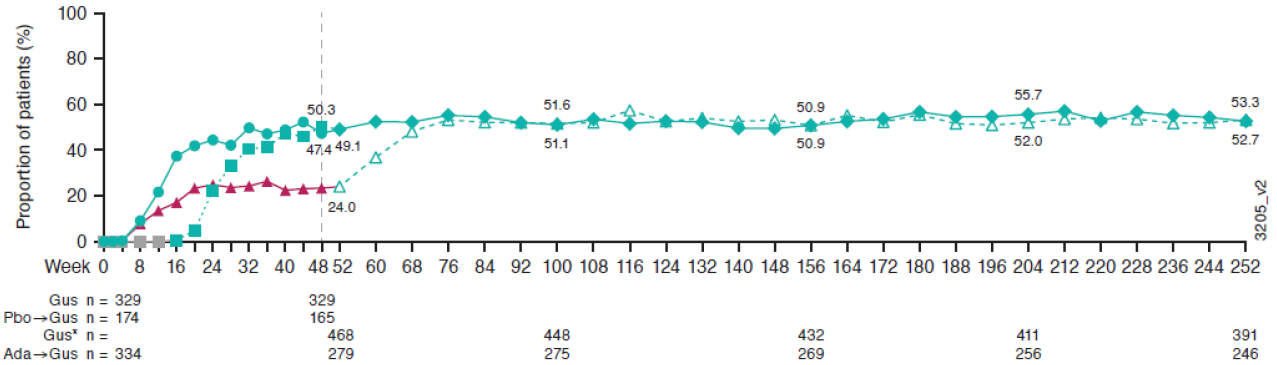 Proportion of patients (%)
100
80
60
40
20
0
50.3
47.4
49.1
24.0
51.6
51.1
50.9
50.9
55.7
52.0
53.3
52.7
3205_v2
Week 0 8 16 24 32 40 48 52 60 68 76 84 92 100 108 116 124 132 140 148 156 164 172 180 188 196 204 212 220 228 236 244 252
Gus n = 329 329
Pbo→Gus n = 174 165
Gus* n = 468 448 432 411 391
Ada→Gus n = 334 279 275 269 256 246